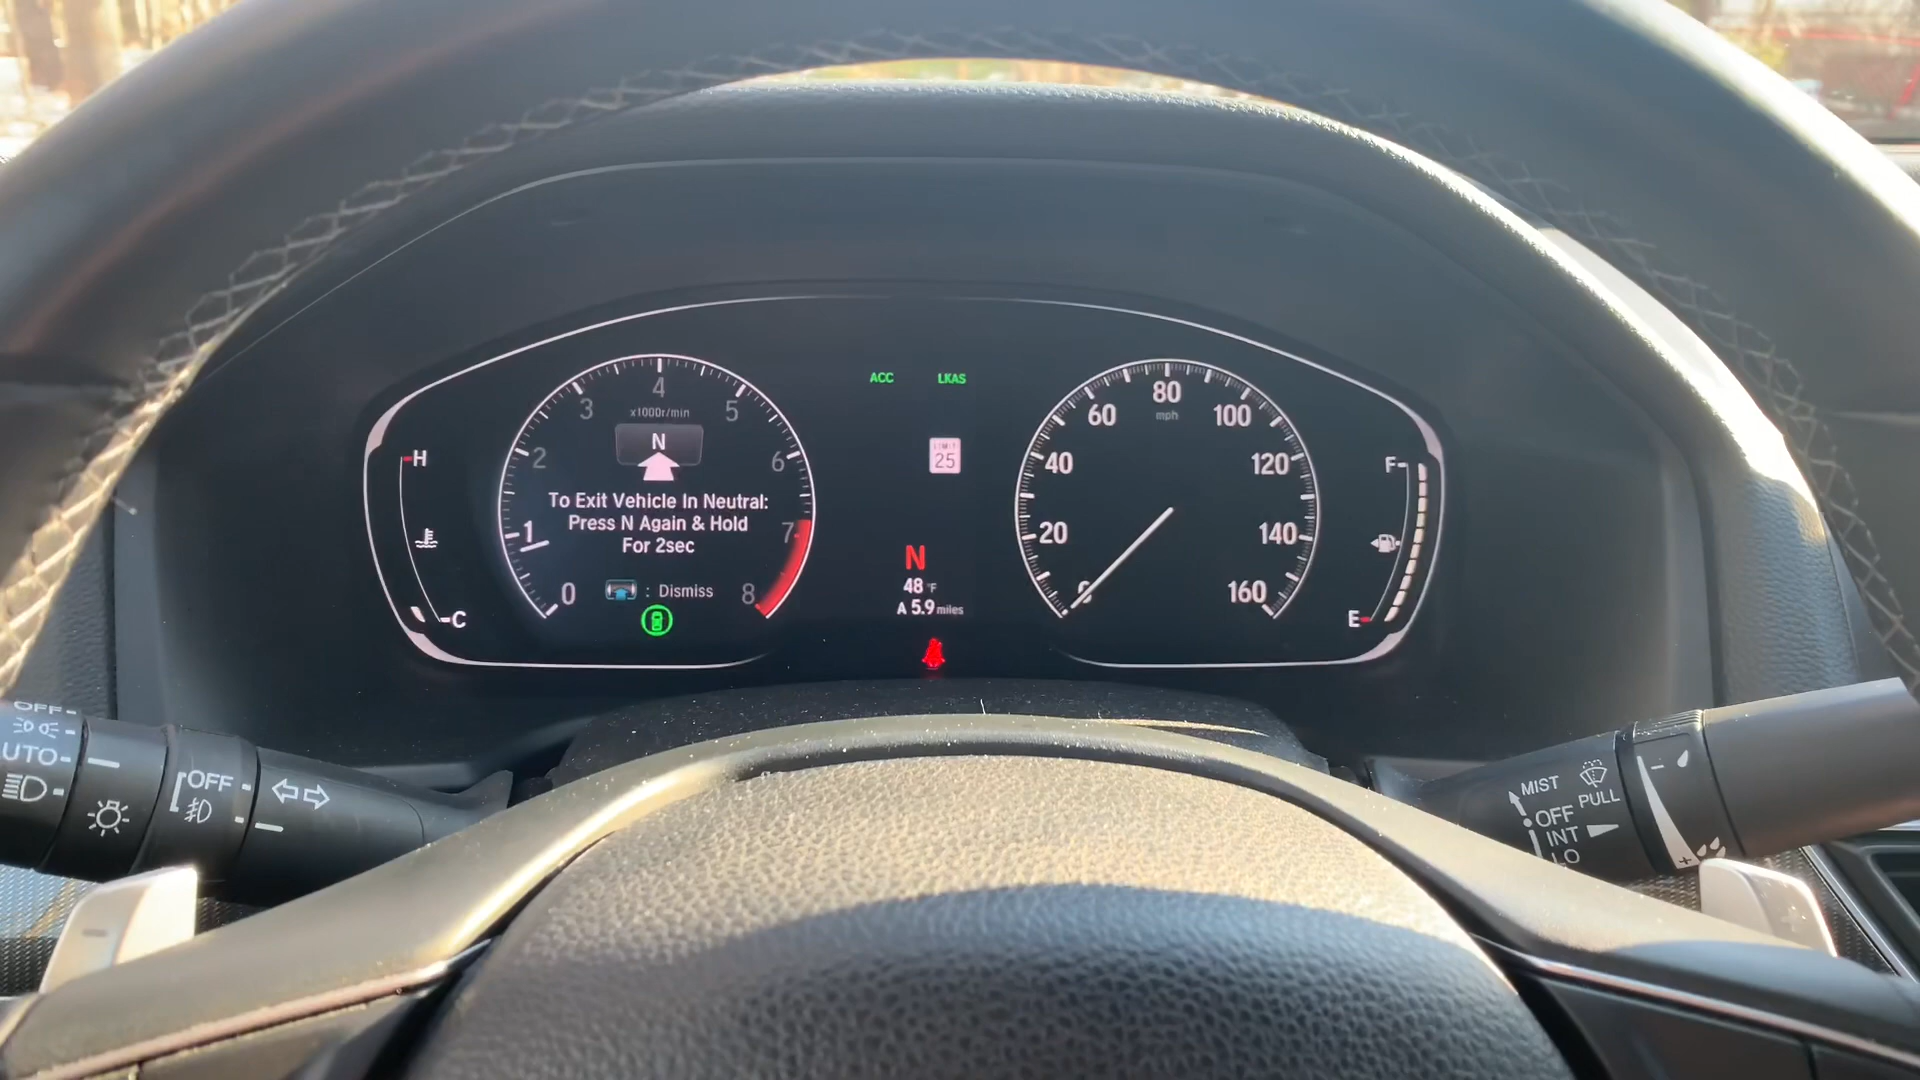 ACC LKAS
4
3 5
x1000r/min
N
2 6
To Exit Vehicle In Neutral:
Press N Again & Hold
For 2sec
1 7
0 : Dismiss 8
H
C
LIMIT
25
N
48 °F
A 5.9 miles
80
mph
60 100
40 120
20 140
0 160
F
E
OFF
AUTO
OFF
MIST
PULL
OFF
INT
LO
- +